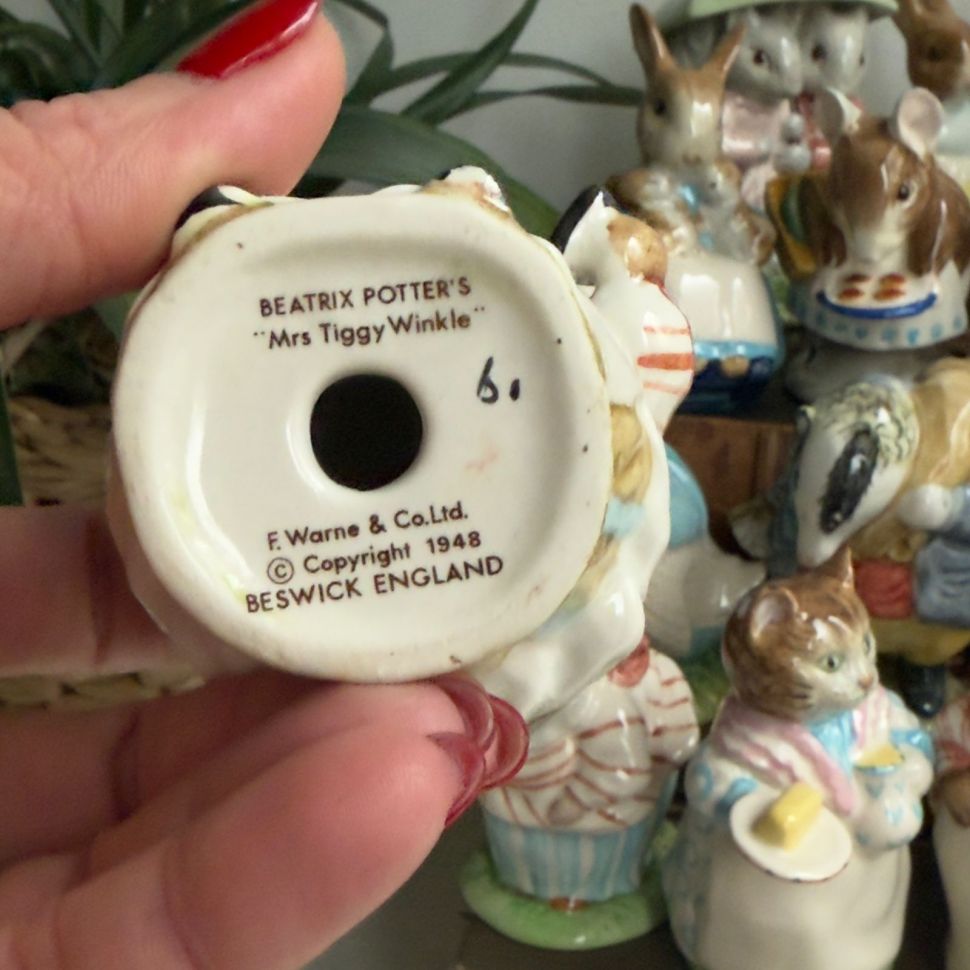 BEATRIX POTTER'S
"Mrs Tiggy Winkle"
6.
F. Warne & Co.Ltd.
© Copyright 1948
BESWICK ENGLAND